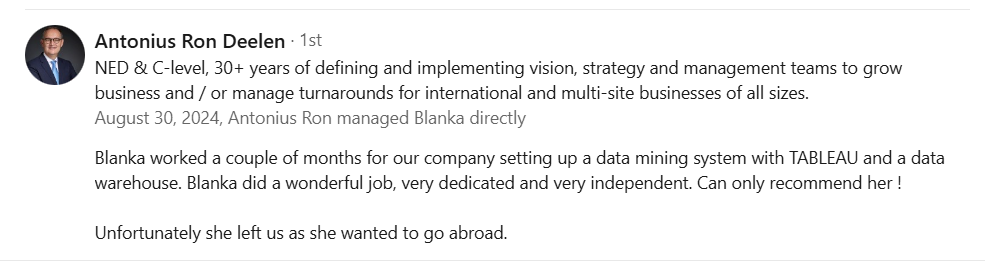 Antonius Ron Deelen · 1st
NED & C-level, 30+ years of defining and implementing vision, strategy and management teams to grow
business and / or manage turnarounds for international and multi-site businesses of all sizes.
August 30, 2024, Antonius Ron managed Blanka directly
Blanka worked a couple of months for our company setting up a data mining system with TABLEAU and a data
warehouse. Blanka did a wonderful job, very dedicated and very independent. Can only recommend her !
Unfortunately she left us as she wanted to go abroad.